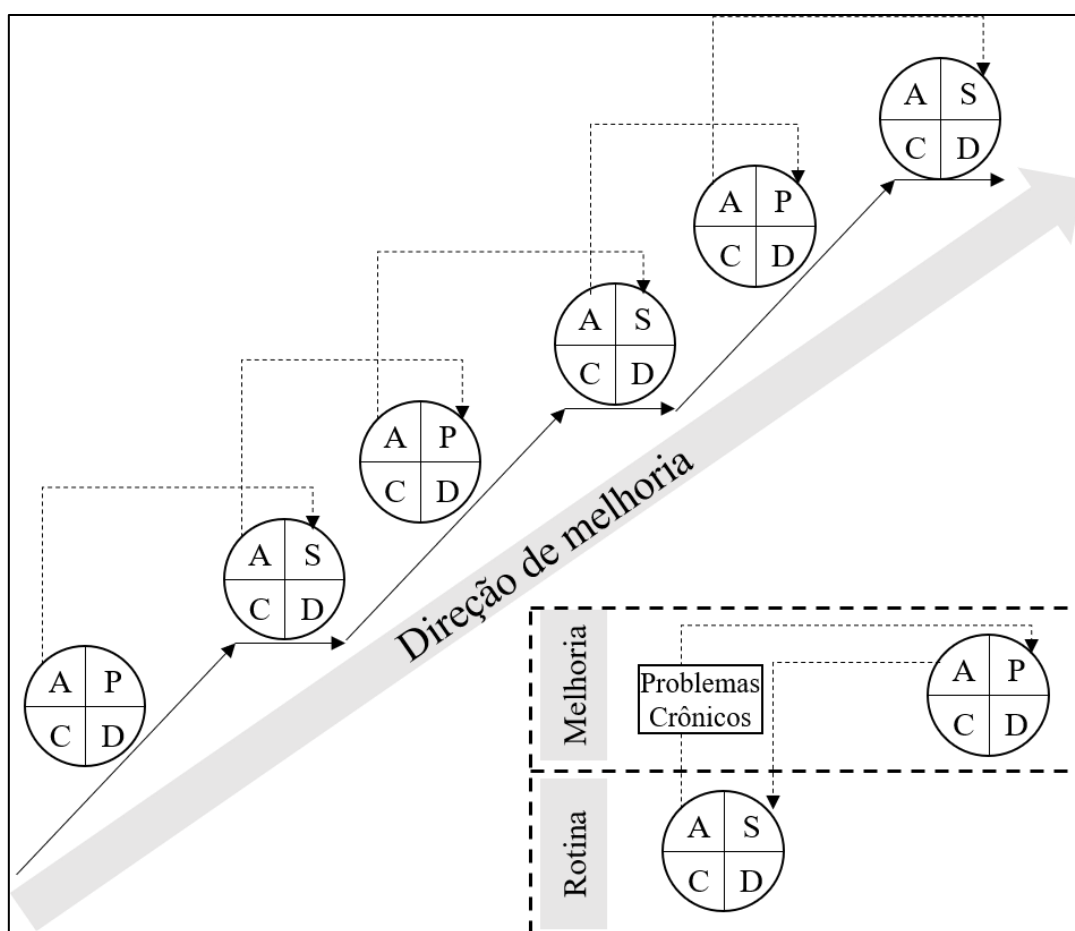 A S
C D
A P
C D
A S
C D
A P
C D
A S
C D
A P
C D
Direção de melhoria
Melhoria
Problemas
Crônicos
A P
C D
Rotina
A S
C D